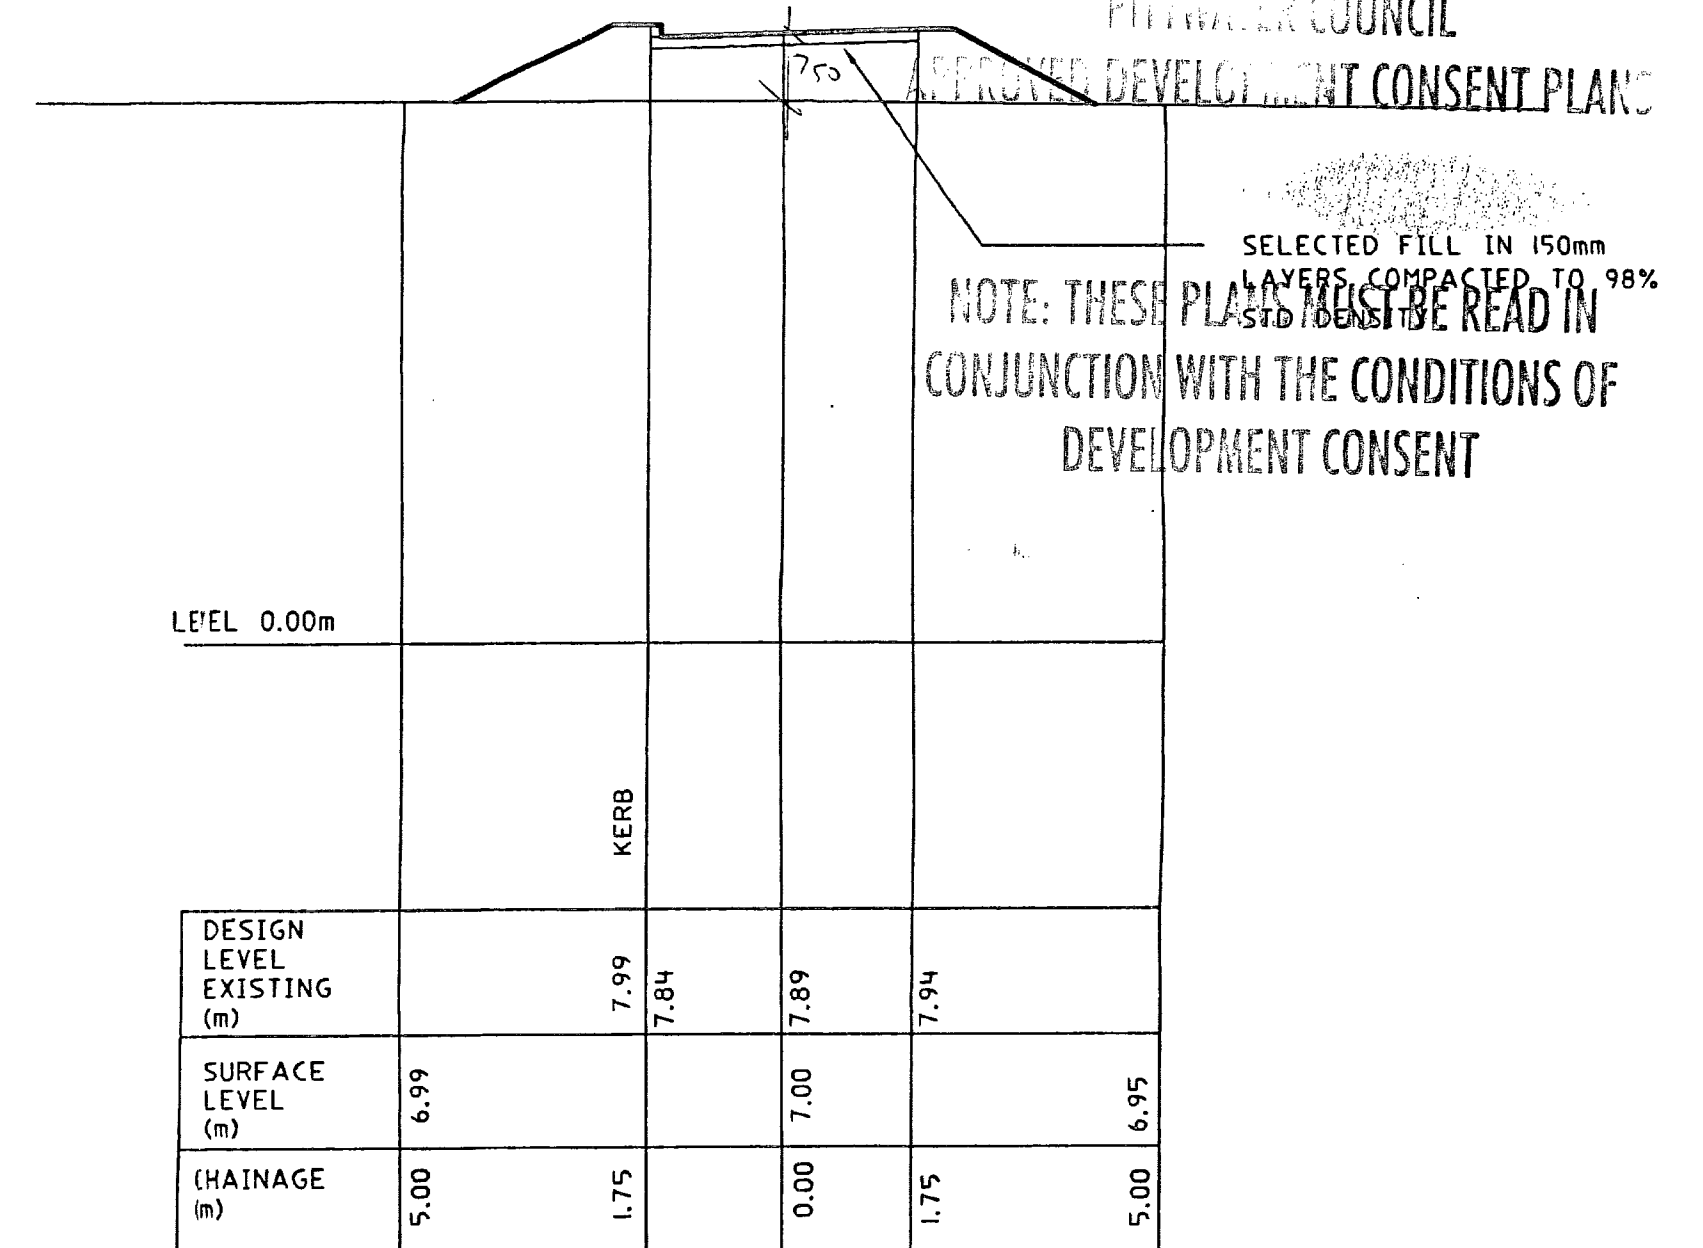 PITTWATER COUNCIL
APPROVED DEVELOPMENT CONSENT PLANS
750
SELECTED FILL IN 150mm
LAYERS COMPACTED TO 98%
STD DENSITY
NOTE: THESE PLANS MUST BE READ IN
CONJUNCTION WITH THE CONDITIONS OF
DEVELOPMENT CONSENT
LEVEL 0.00m
KERB
DESIGN
LEVEL
EXISTING
(m)
7.99
7.84
7.89
7.94
SURFACE
LEVEL
(m)
6.99
7.00
6.95
CHAINAGE
(m)
5.00
1.75
0.00
1.75
5.00